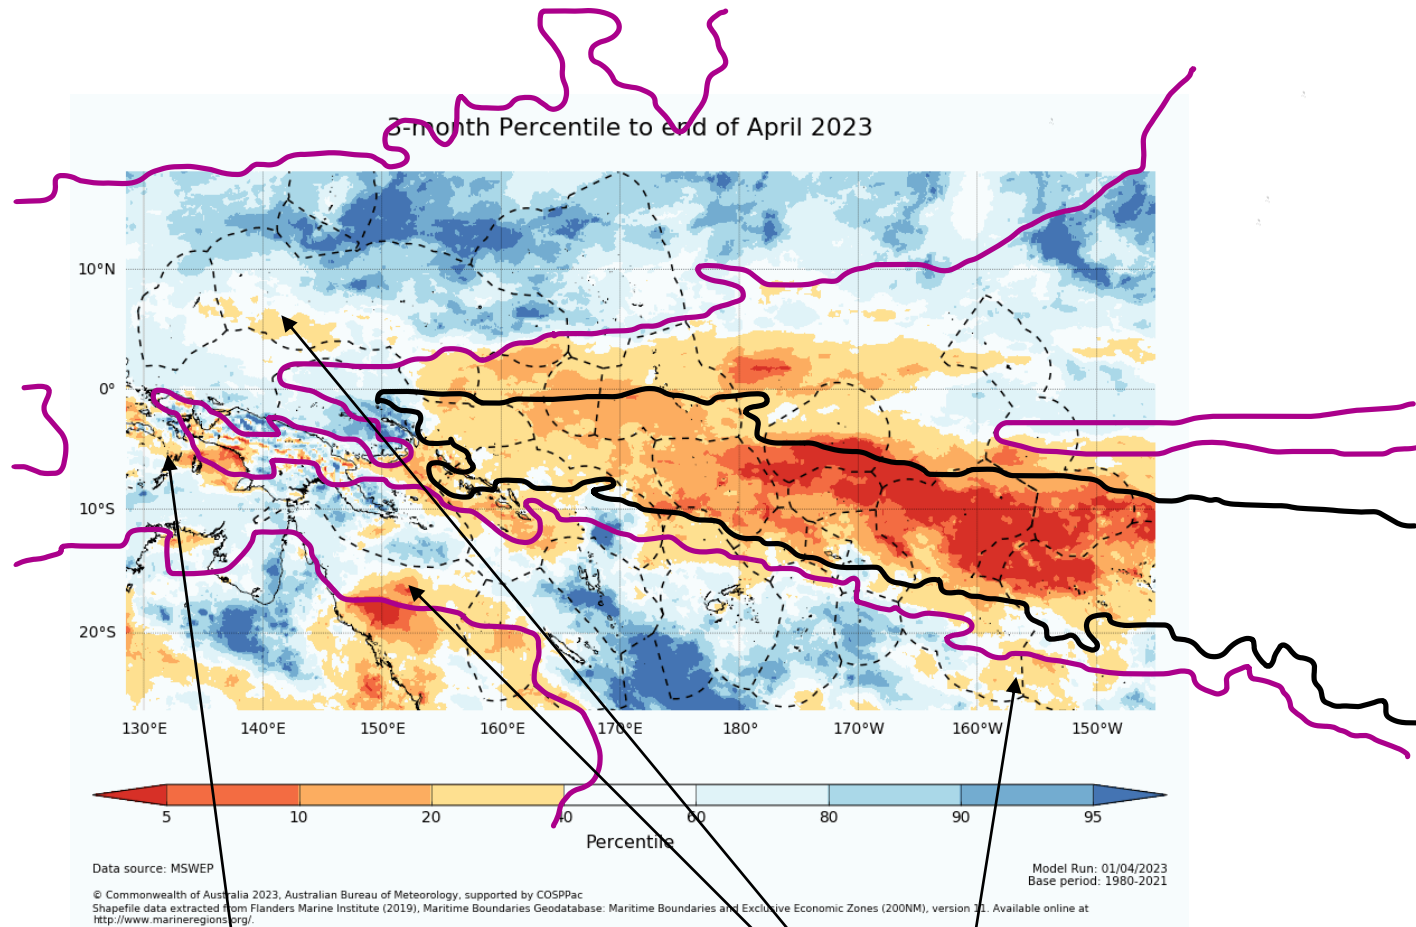 3-month Percentile to end of April 2023
10°N
0°
10°S
20°S
130°E 140°E 150°E 160°E 170°E 180° 170°W 160°W 150°W
5 10 20 40 60 80 90 95
Percentile
Data source: MSWEP
Model Run: 01/04/2023
Base period: 1980-2021
© Commonwealth of Australia 2023, Australian Bureau of Meteorology, supported by COSPPac
Shapefile data extracted from Flanders Marine Institute (2019), Maritime Boundaries Geodatabase: Maritime Boundaries and Exclusive Economic Zones (200NM), version 11. Available online at
http://www.marineregions.org/.